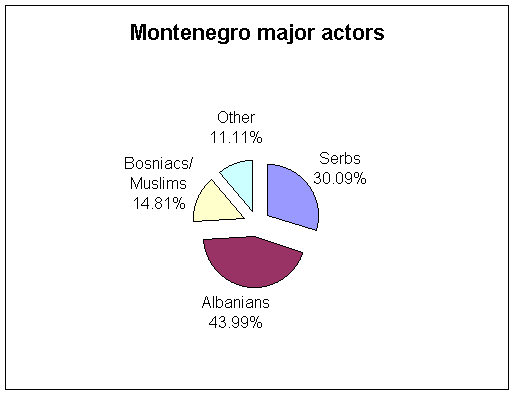 Montenegro major actors
Other
11.11%
Serbs
30.09%
Bosniacs/
Muslims
14.81%
Albanians
43.99%